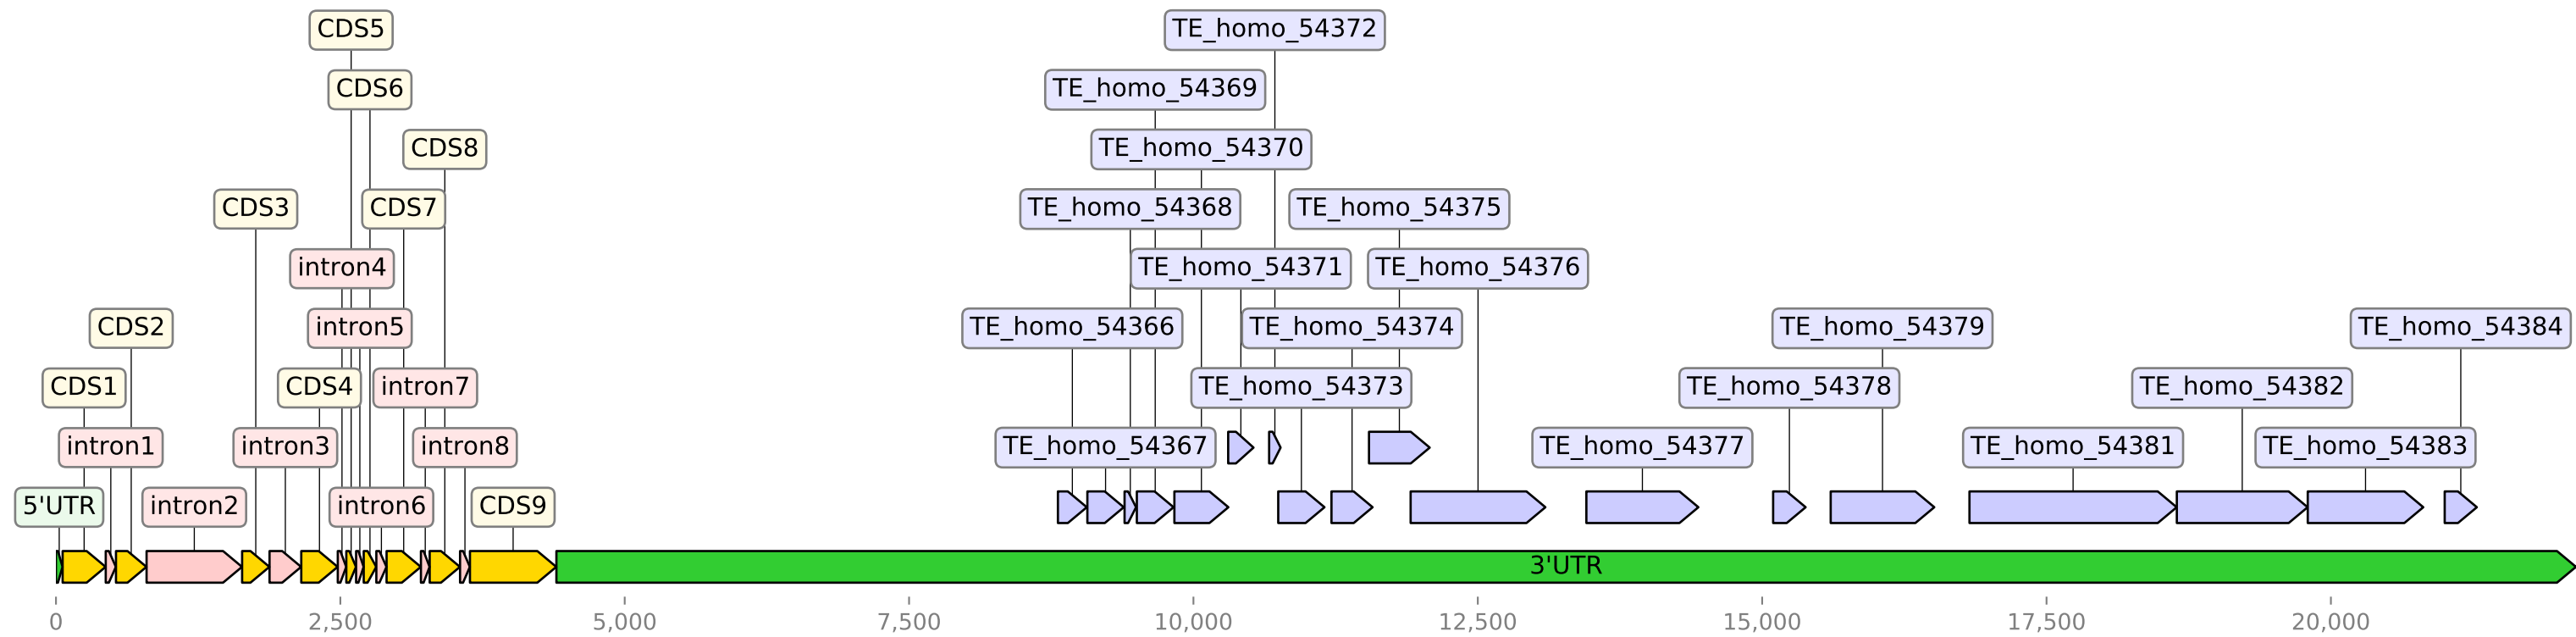 CDS5
TE_homo_54372
CDS6
TE_homo_54369
CDS8
TE_homo_54370
CDS3
CDS7
TE_homo_54368
TE_homo_54375
intron4
TE_homo_54371
TE_homo_54376
CDS2
intron5
TE_homo_54366
TE_homo_54374
TE_homo_54379
TE_homo_54384
CDS1
CDS4
intron7
TE_homo_54373
TE_homo_54378
TE_homo_54382
intron1
intron3
intron8
TE_homo_54367
TE_homo_54377
TE_homo_54381
TE_homo_54383
5'UTR
intron2
intron6
CDS9
3'UTR
0
2,500
5,000
7,500
10,000
12,500
15,000
17,500
20,000